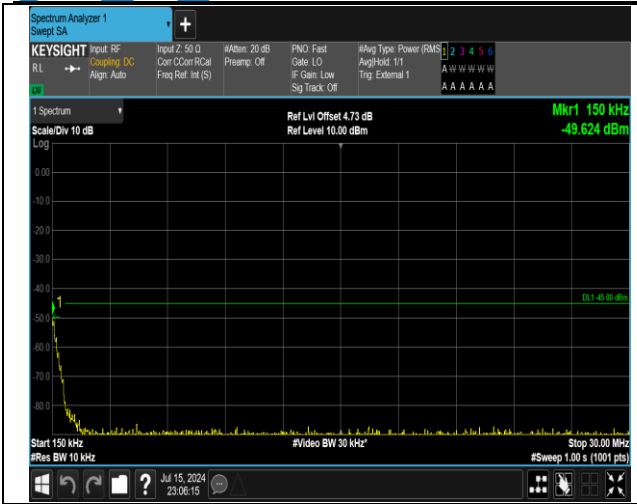 Spectrum Analyzer 1
Swept SA
+
KEYSIGHT
RL
LXI
Input: RF
Coupling: DC
Align: Auto
Input Z: 50 Ω
Corr CCorr RCal
Freq Ref: Int (S)
#Atten: 20 dB
Preamp: Off
PNO: Fast
Gate: LO
IF Gain: Low
Sig Track: Off
#Avg Type: Power (RMS
Avg|Hold: 1/1
Trig: External 1
1 2 3 4 5 6
A W W W W W
A A A A A A
1 Spectrum
Scale/Div 10 dB
Log
Ref Lvl Offset 4.73 dB
Ref Level 10.00 dBm
Mkr1 150 kHz
-49.624 dBm
0.00
-10.0
-20.0
-30.0
-40.0
1
DL1 -45.00 dBm
-50.0
-60.0
-70.0
-80.0
Start 150 kHz
#Res BW 10 kHz
#Video BW 30 kHz*
Stop 30.00 MHz
#Sweep 1.00 s (1001 pts)
?
Jul 15, 2024
23:06:15